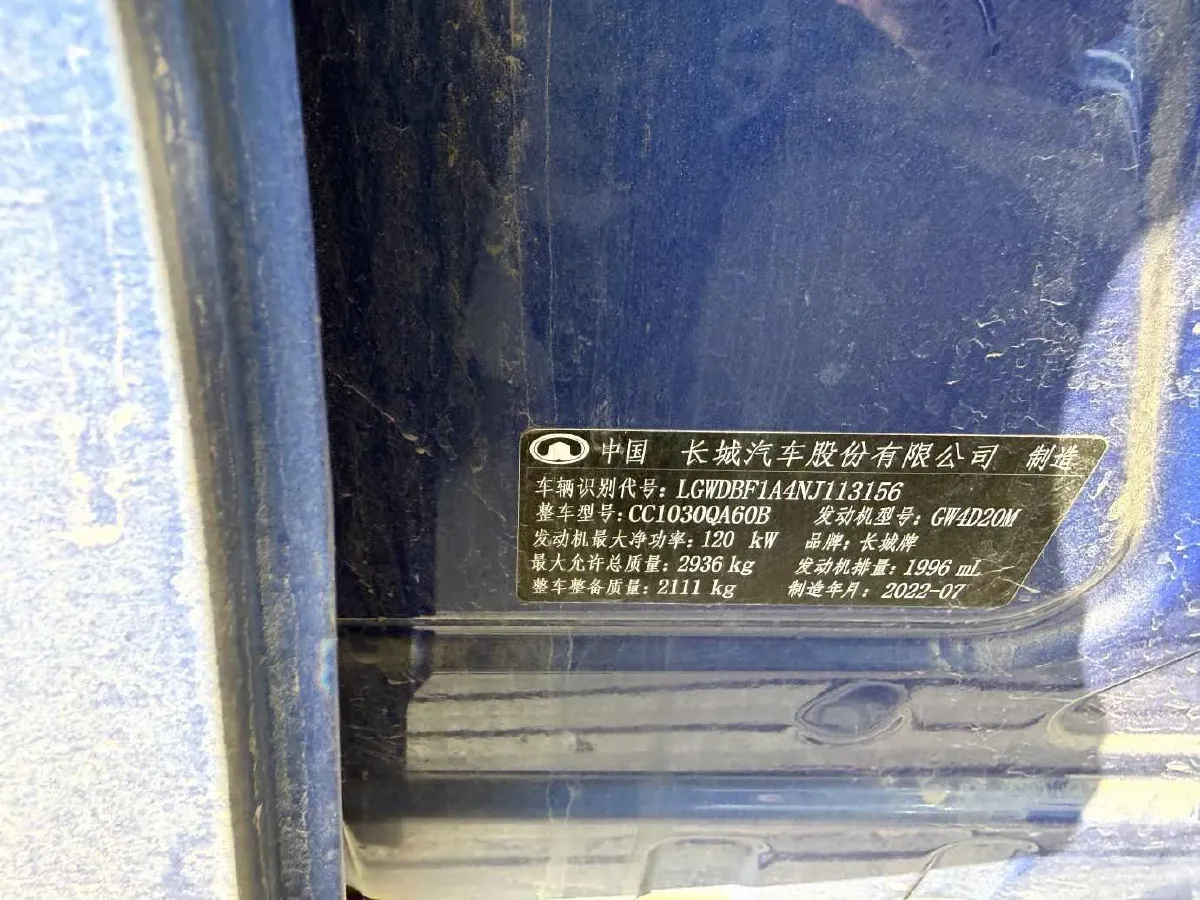 中国 长城汽车股份有限公司 制造
车辆识别代号：LGWDBF1A4NJ113156
整车型号：CC1030QA60B 发动机型号：GW4D20M
发动机最大净功率：120 kW 品牌：长城牌
最大允许总质量：2936 kg 发动机排量：1996 mL
整车整备质量：2111 kg 制造年月：2022-07